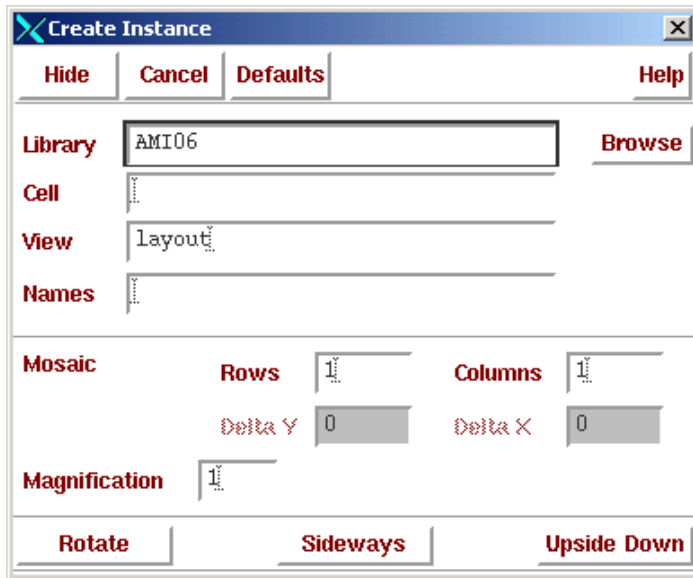 Create Instance
Hide Cancel Defaults Help
Library AMI06 Browse
Cell
View layout
Names
Mosaic Rows 1 Columns 1
Delta Y 0 Delta X 0
Magnification 1
Rotate Sideways Upside Down